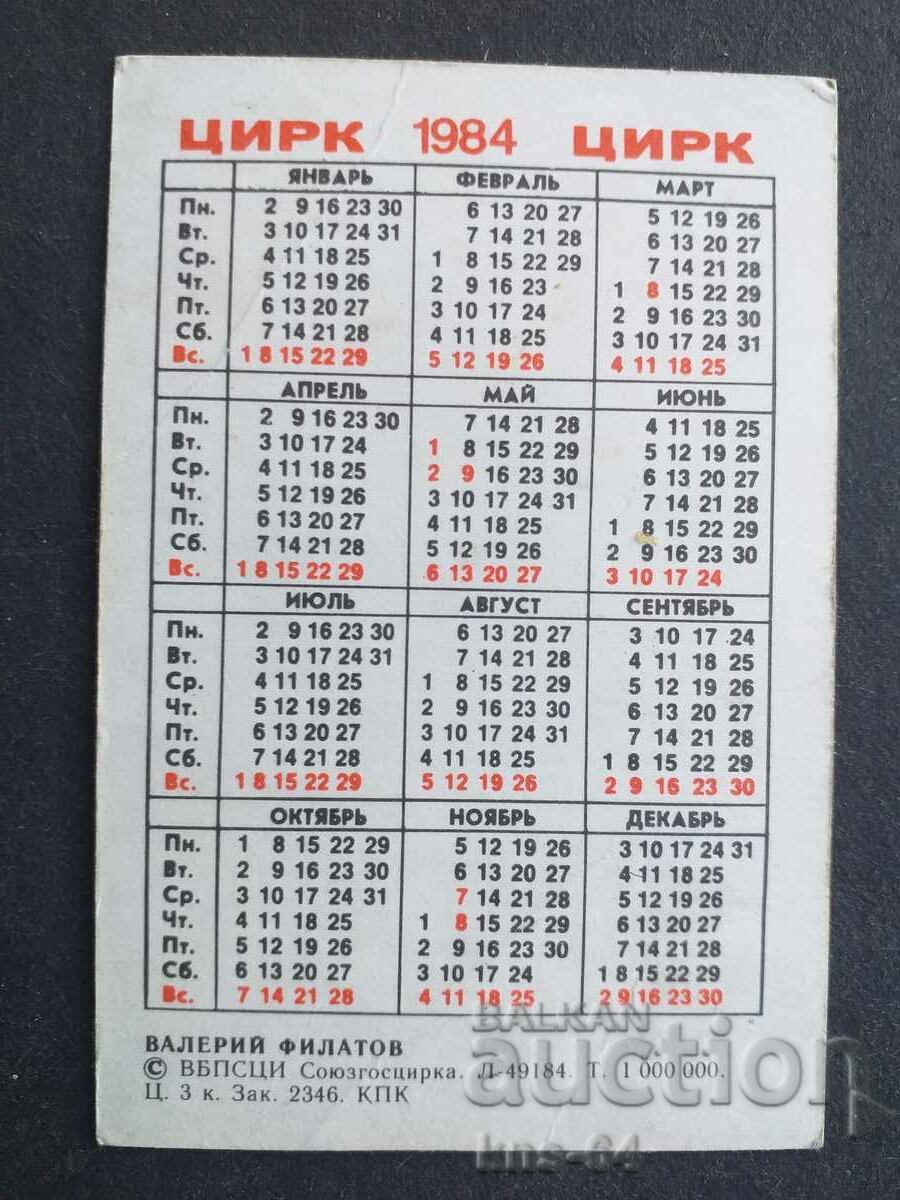 ЦИРК 1984 ЦИРК
ЯНВАРЬ ФЕВРАЛЬ МАРТ
Пн. 2 9 16 23 30 6 13 20 27 5 12 19 26
Вт. 3 10 17 24 31 7 14 21 28 6 13 20 27
Ср. 4 11 18 25 1 8 15 22 29 7 14 21 28
Чт. 5 12 19 26 2 9 16 23 1 8 15 22 29
Пт. 6 13 20 27 3 10 17 24 2 9 16 23 30
Сб. 7 14 21 28 4 11 18 25 3 10 17 24 31
Вс. 1 8 15 22 29 5 12 19 26 4 11 18 25
АПРЕЛЬ МАЙ ИЮНЬ
Пн. 2 9 16 23 30 7 14 21 28 4 11 18 25
Вт. 3 10 17 24 1 8 15 22 29 5 12 19 26
Ср. 4 11 18 25 2 9 16 23 30 6 13 20 27
Чт. 5 12 19 26 3 10 17 24 31 7 14 21 28
Пт. 6 13 20 27 4 11 18 25 1 8 15 22 29
Сб. 7 14 21 28 5 12 19 26 2 9 16 23 30
Вс. 1 8 15 22 29 6 13 20 27 3 10 17 24
ИЮЛЬ АВГУСТ СЕНТЯБРЬ
Пн. 2 9 16 23 30 6 13 20 27 3 10 17 24
Вт. 3 10 17 24 31 7 14 21 28 4 11 18 25
Ср. 4 11 18 25 1 8 15 22 29 5 12 19 26
Чт. 5 12 19 26 2 9 16 23 30 6 13 20 27
Пт. 6 13 20 27 3 10 17 24 31 7 14 21 28
Сб. 7 14 21 28 4 11 18 25 1 8 15 22 29
Вс. 1 8 15 22 29 5 12 19 26 2 9 16 23 30
ОКТЯБРЬ НОЯБРЬ ДЕКАБРЬ
Пн. 1 8 15 22 29 5 12 19 26 3 10 17 24 31
Вт. 2 9 16 23 30 6 13 20 27 4 11 18 25
Ср. 3 10 17 24 31 7 14 21 28 5 12 19 26
Чт. 4 11 18 25 1 8 15 22 29 6 13 20 27
Пт. 5 12 19 26 2 9 16 23 30 7 14 21 28
Сб. 6 13 20 27 3 10 17 24 1 8 15 22 29
Вс. 7 14 21 28 4 11 18 25 2 9 16 23 30
ВАЛЕРИЙ ФИЛАТОВ
© ВБПСЦИ Союзгосцирка. Л-49184. Т. 1 000 000.
Ц. 3 к. Зак. 2346. КПК
BALKAN
auction
kns-64